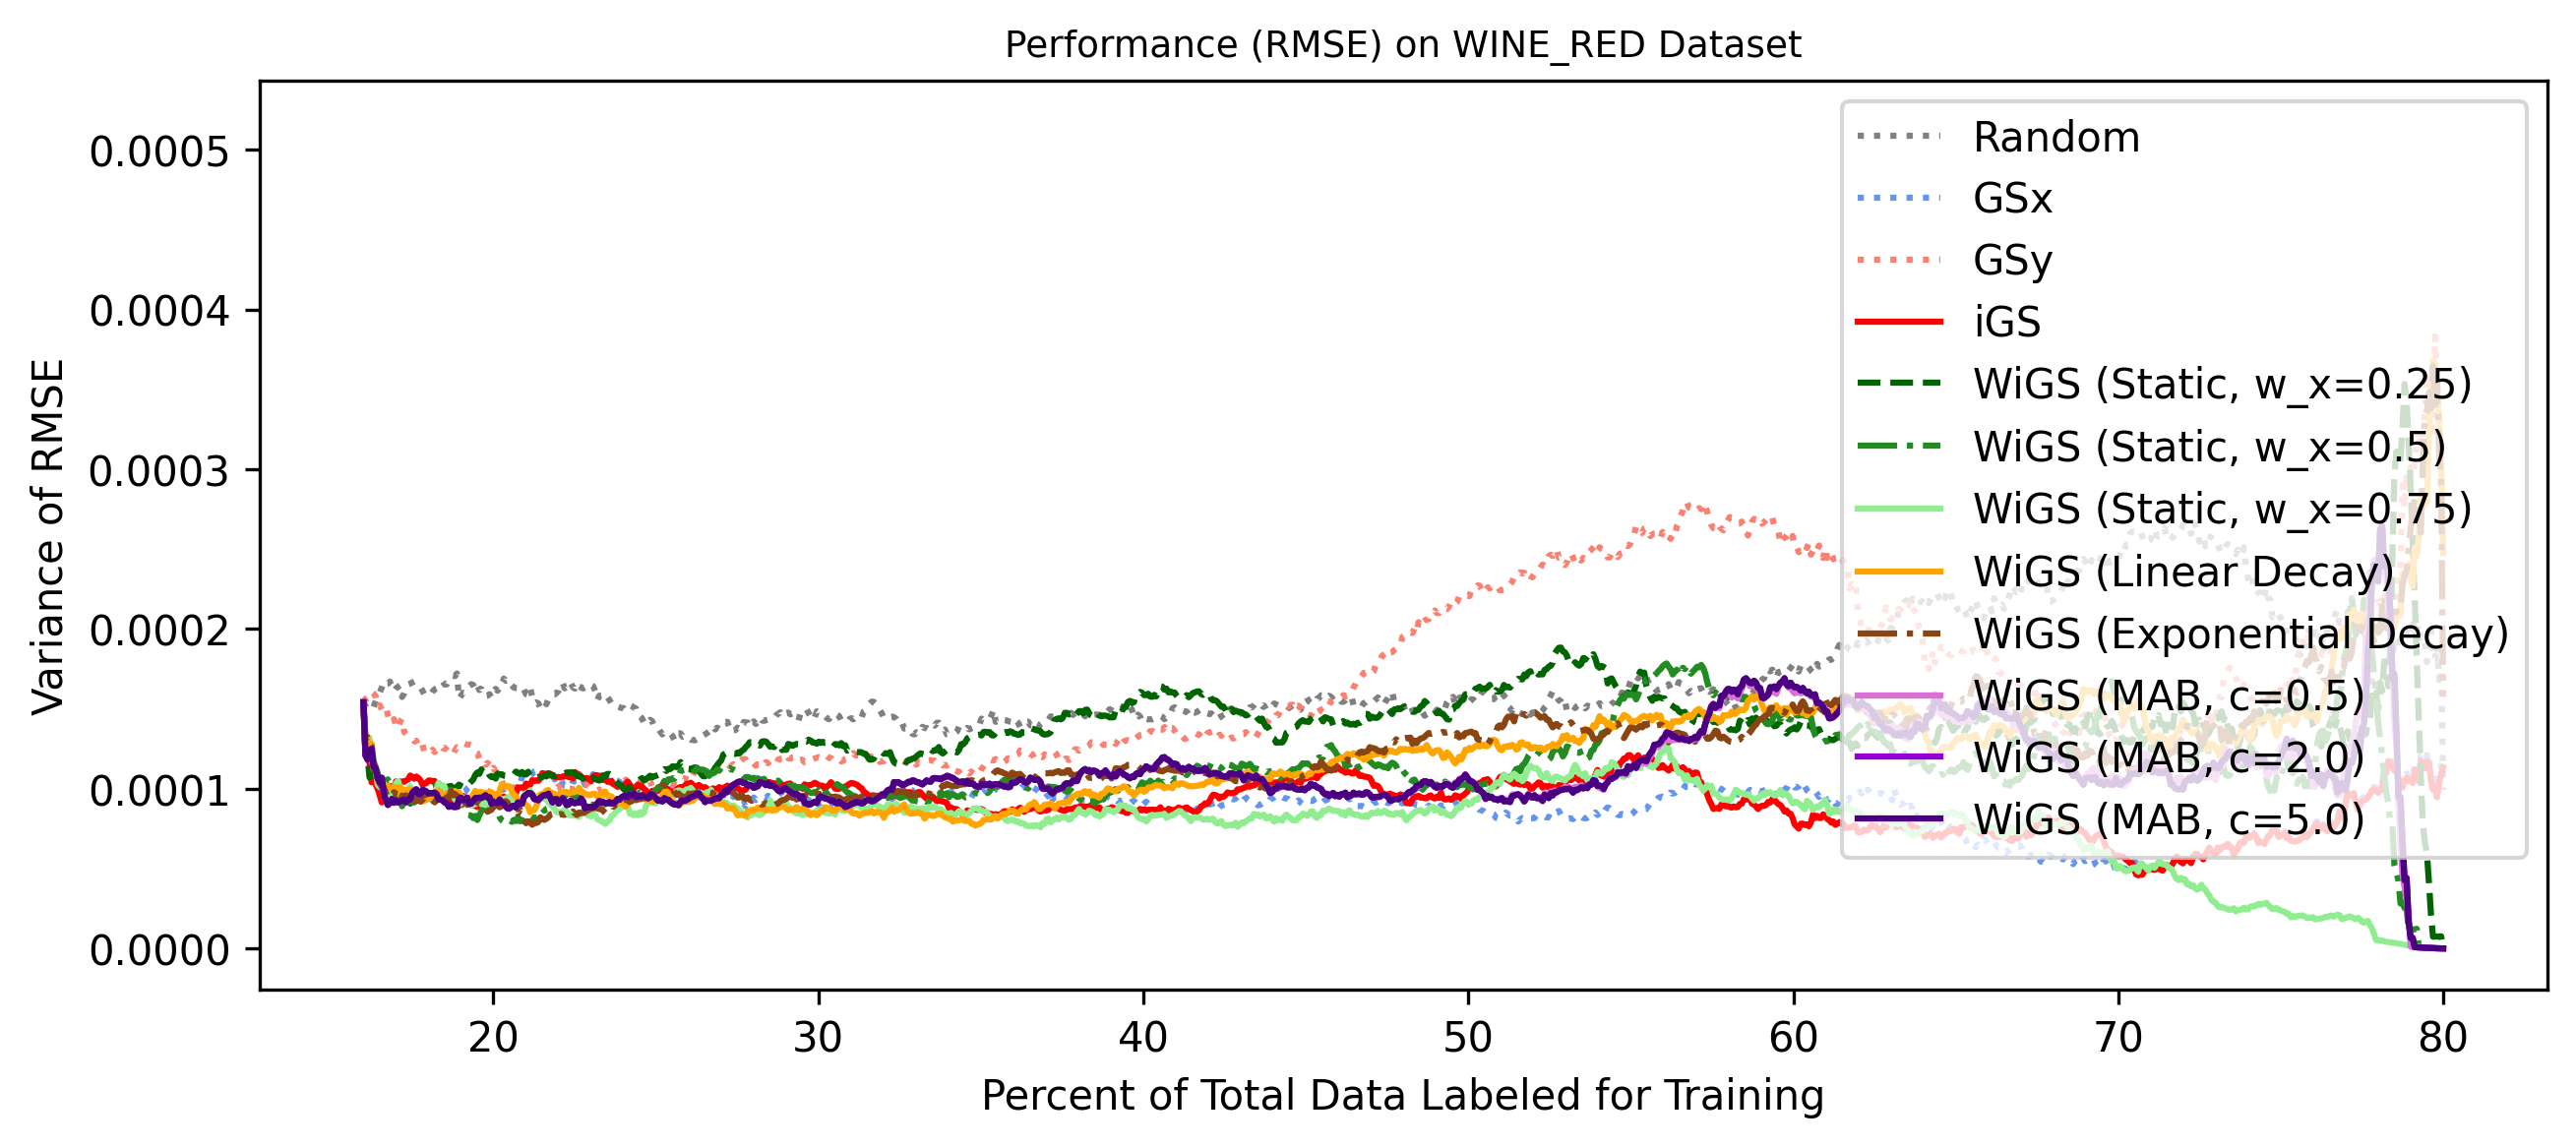 Performance (RMSE) on WINE_RED Dataset
Variance of RMSE
0.0005
0.0004
0.0003
0.0002
0.0001
0.0000
Random
GSx
GSy
iGS
WiGS (Static, w_x=0.25)
WiGS (Static, w_x=0.5)
WiGS (Static, w_x=0.75)
WiGS (Linear Decay)
WiGS (Exponential Decay)
WiGS (MAB, c=0.5)
WiGS (MAB, c=2.0)
WiGS (MAB, c=5.0)
20 30 40 50 60 70 80
Percent of Total Data Labeled for Training